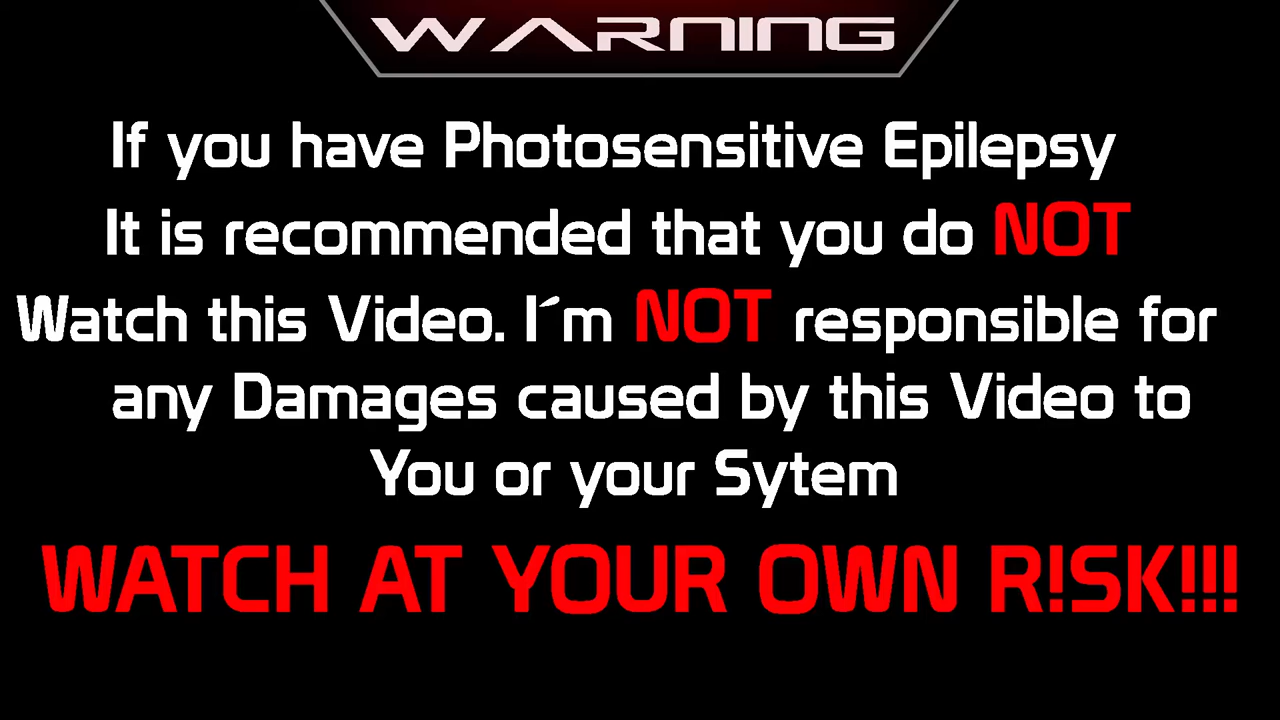 WARNING
If you have Photosensitive Epilepsy
It is recommended that you do NOT
Watch this Video. I´m NOT responsible for
any Damages caused by this Video to
You or your Sytem
WATCH AT YOUR OWN R!SK!!!